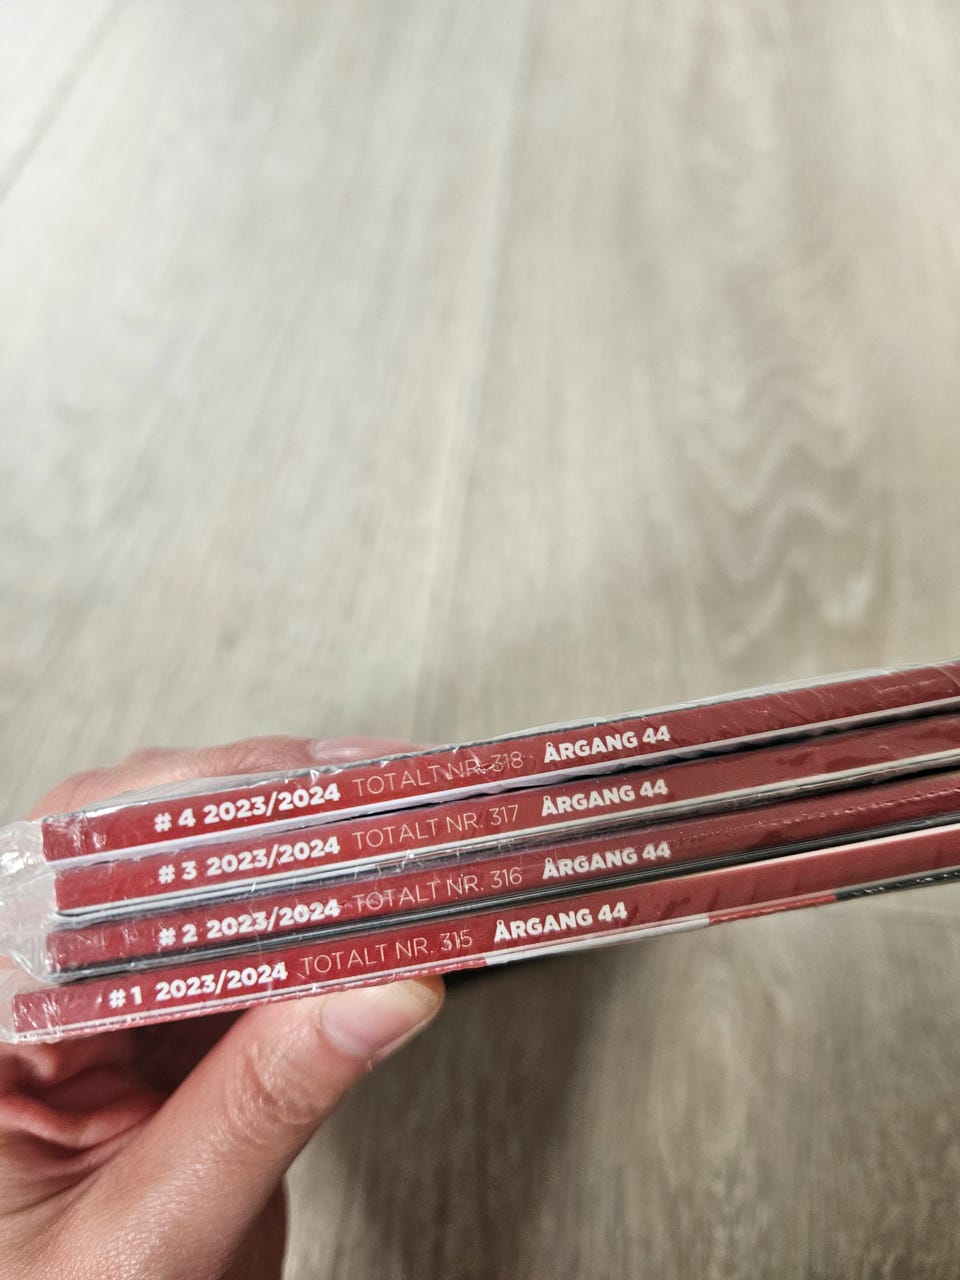 # 4 2023/2024 TOTALT NR. 318 ÅRGANG 44
# 3 2023/2024 TOTALT NR. 317 ÅRGANG 44
# 2 2023/2024 TOTALT NR. 316 ÅRGANG 44
# 1 2023/2024 TOTALT NR. 315 ÅRGANG 44